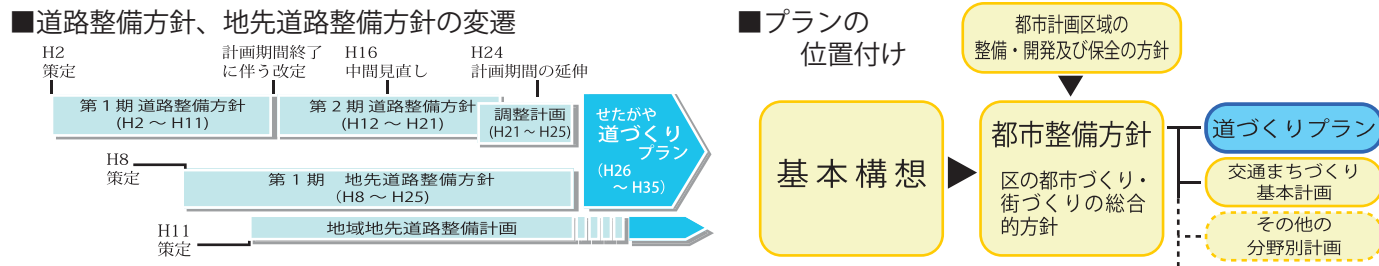 ■道路整備方針、地先道路整備方針の変遷
H2
策定
計画期間終了
に伴う改定
H16
中間見直し
H24
計画期間の延伸
第1期道路整備方針
(H2 ~ H11)
第2期道路整備方針
(H12 ~ H21)
調整計画
(H21 ~ H25)
せたがや
道づくり
プラン
(H26
~ H35)
H8
策定
第1期 地先道路整備方針
(H8 ~ H25)
H11
策定
地域地先道路整備計画
■プランの
位置付け
都市計画区域の
整備・開発及び保全の方針
基本構想
都市整備方針
区の都市づくり・
街づくりの総合
的方針
道づくりプラン
交通まちづくり
基本計画
その他の
分野別計画